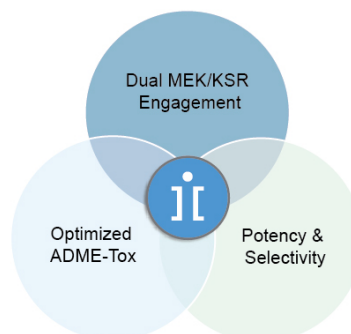 Dual MEK/KSR
Engagement
Optimized
ADME-Tox
Potency &
Selectivity